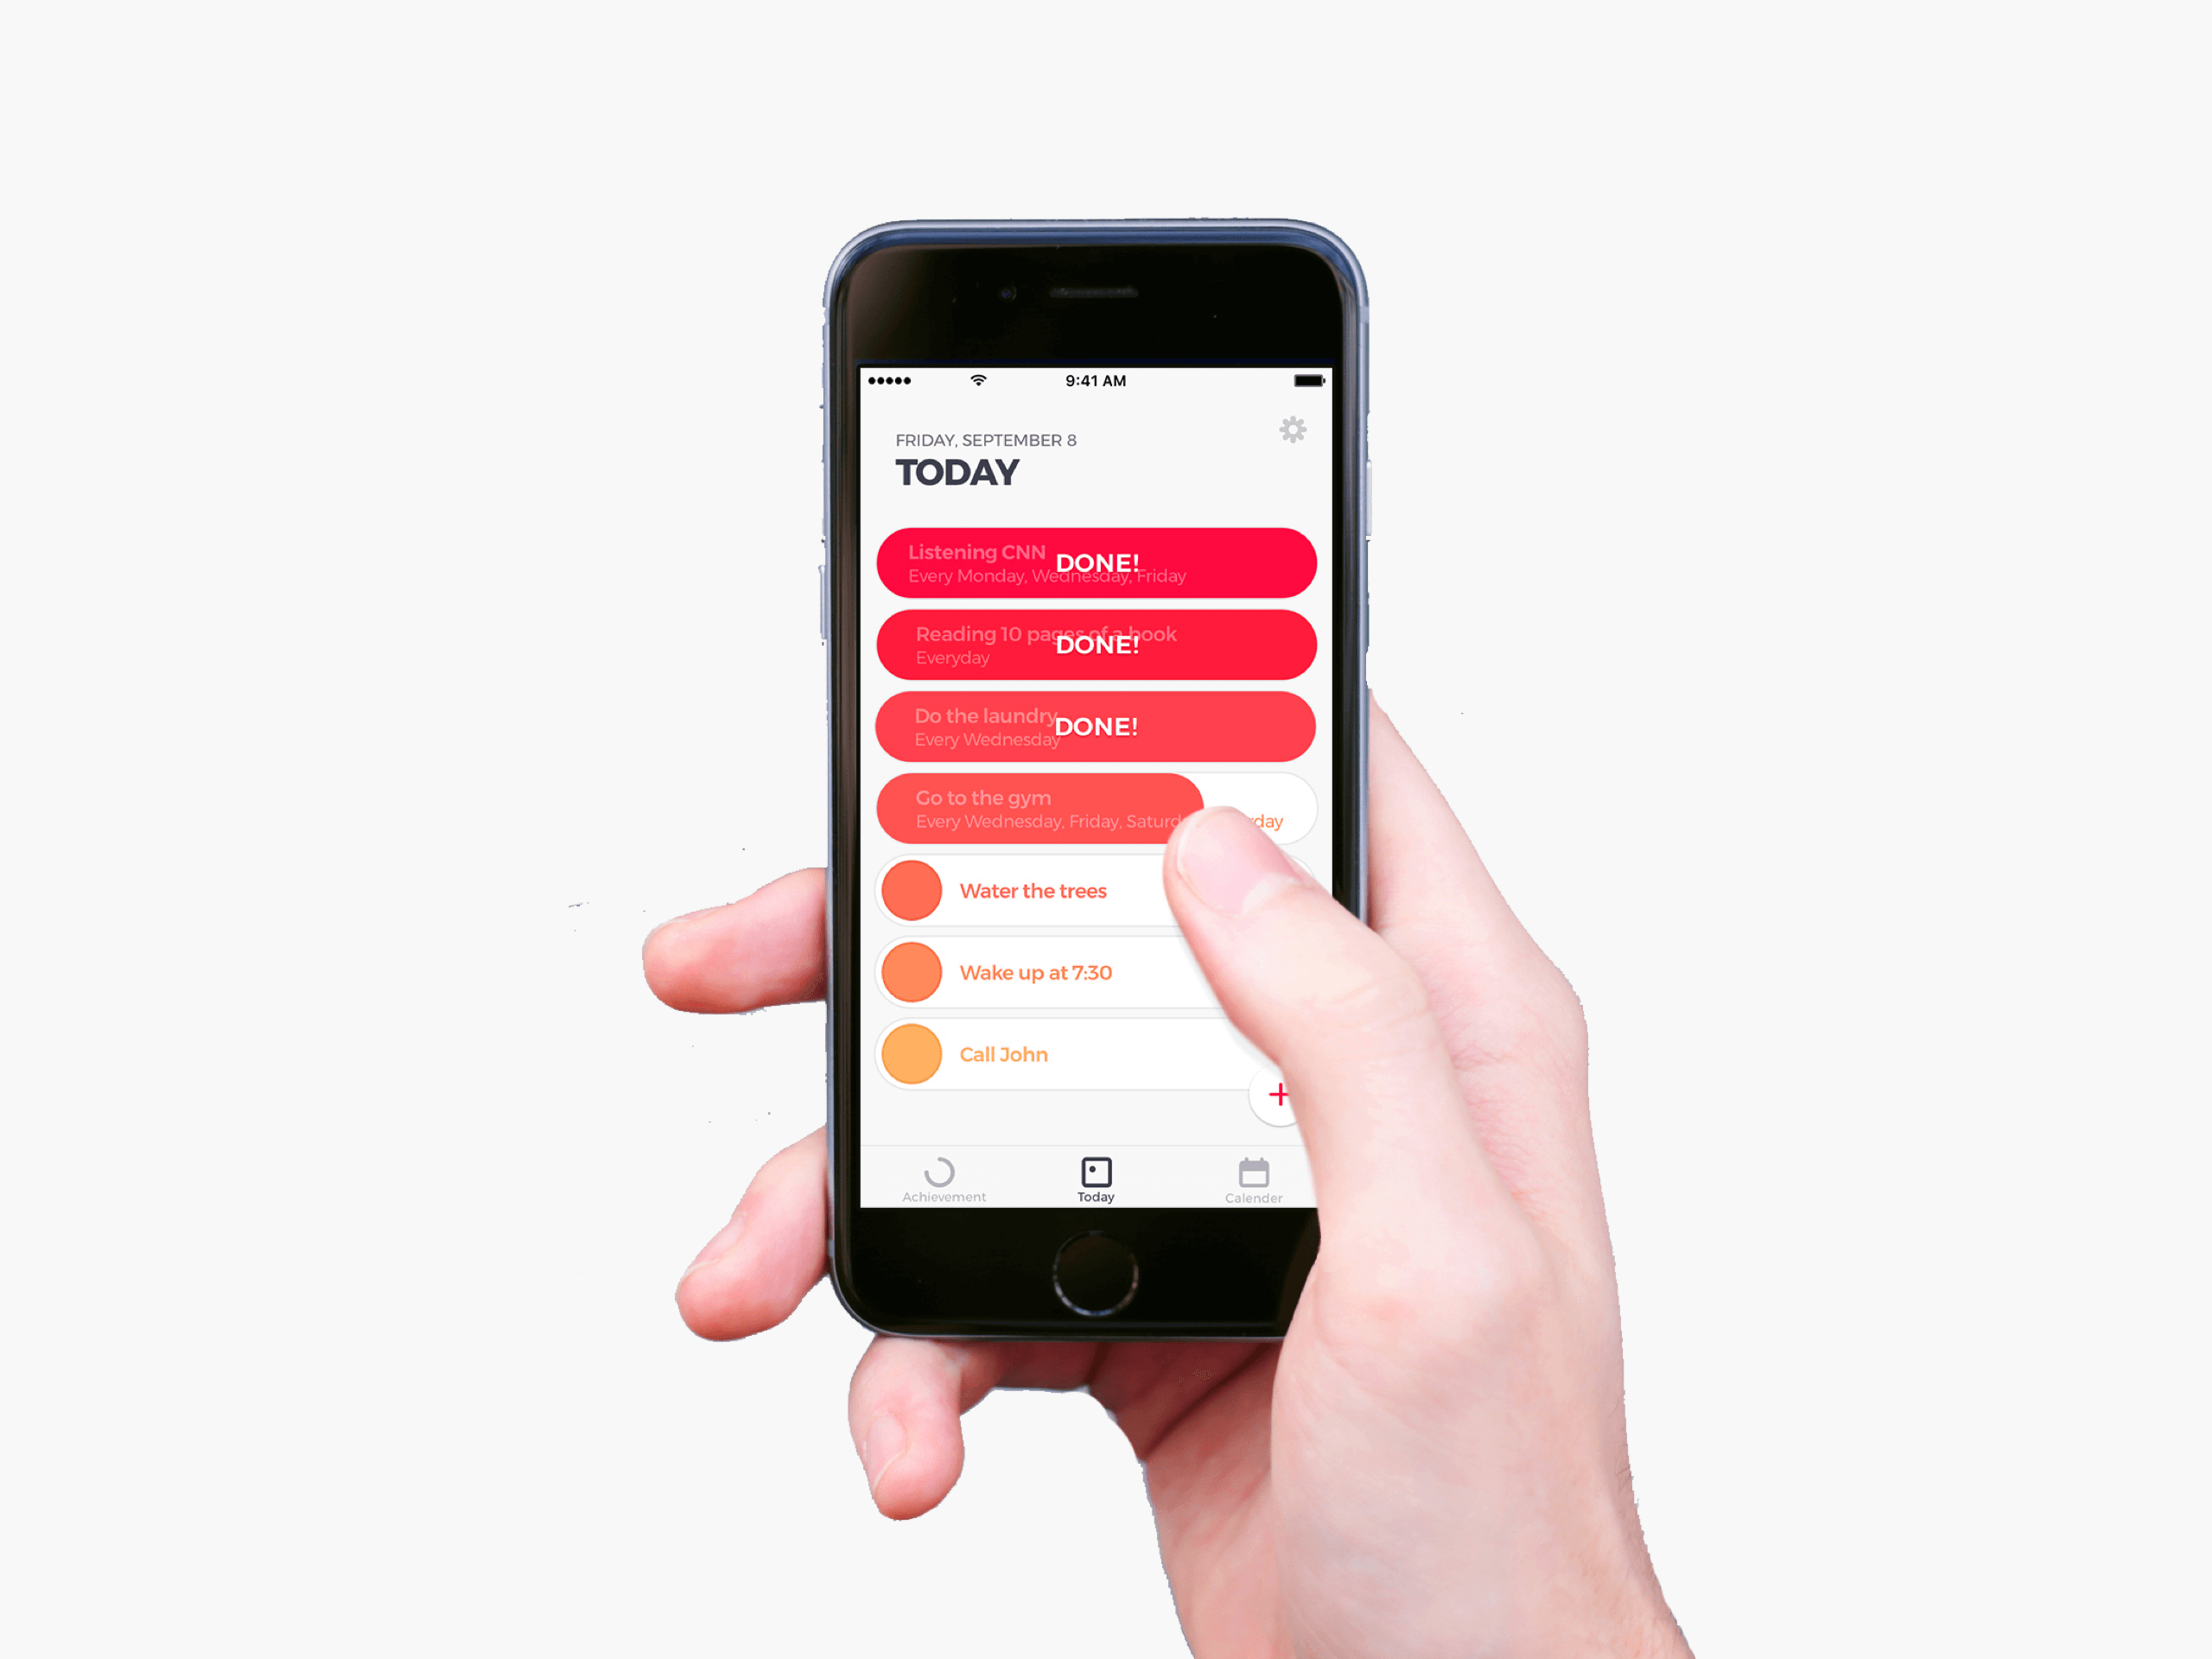 9:41 AM
FRIDAY, SEPTEMBER 8
TODAY
Listening CNN
DONE!
Every Monday, Wednesday, Friday
Reading 10 pages of a book
DONE!
Everyday
Do the laundry
DONE!
Every Wednesday
Go to the gym
Every Wednesday, Friday, Saturd rday
Water the trees
Wake up at 7:30
Call John
+
Achievement
Today
Calender